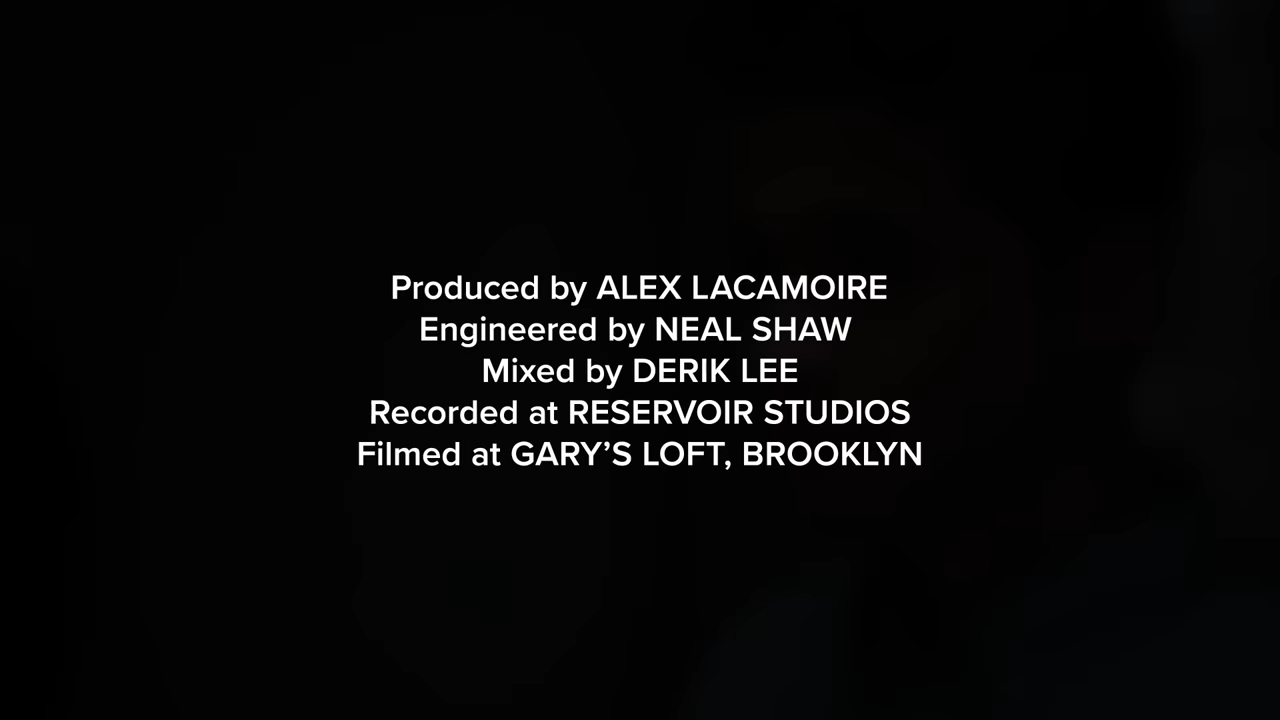 Produced by ALEX LACAMOIRE
Engineered by NEAL SHAW
Mixed by DERIK LEE
Recorded at RESERVOIR STUDIOS
Filmed at GARY’S LOFT, BROOKLYN